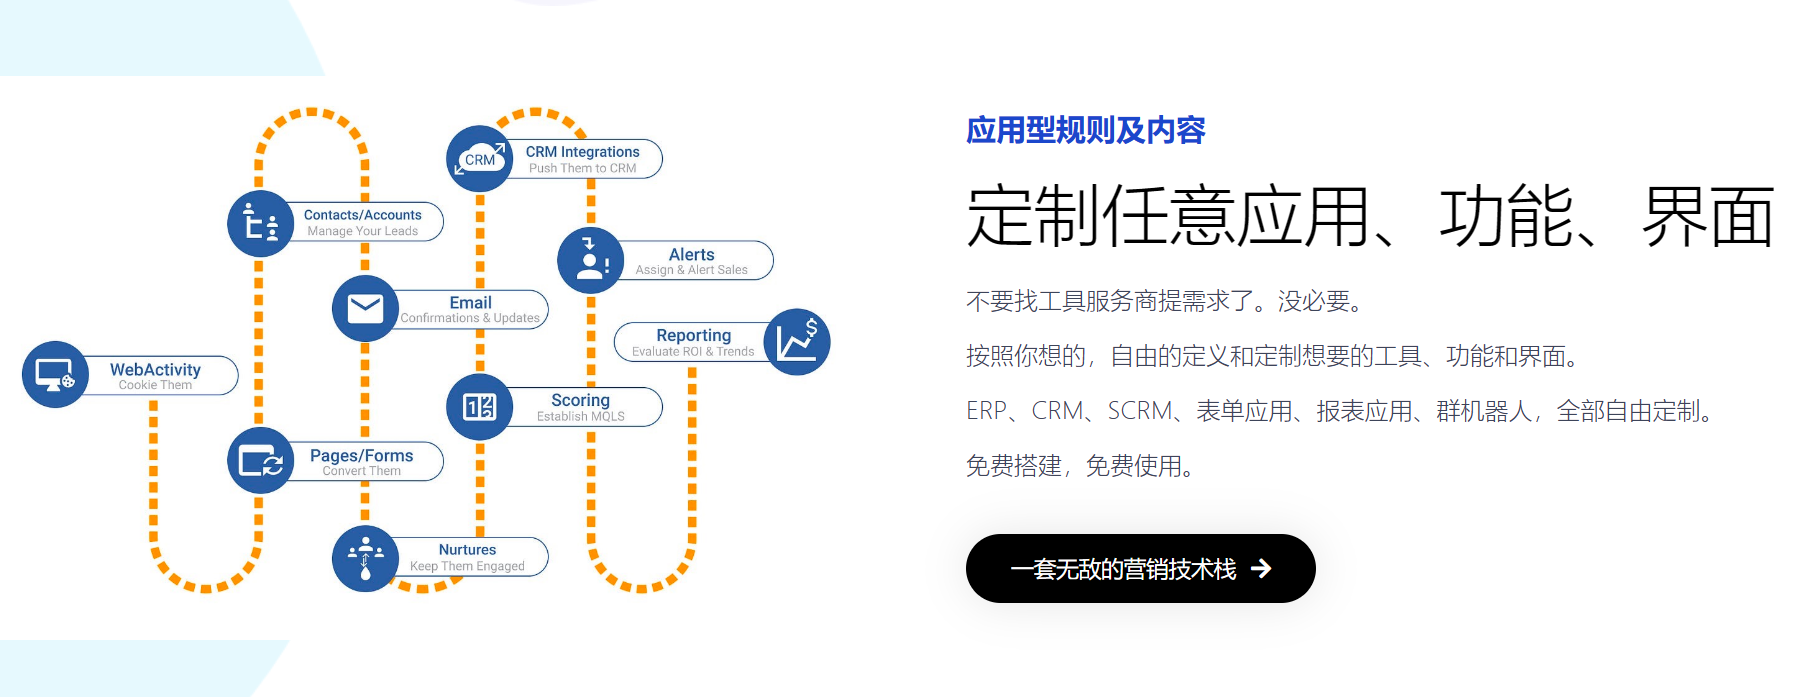 CRM
CRM Integrations
Push Them to CRM
Contacts/Accounts
Manage Your Leads
Alerts
Assign & Alert Sales
Email
Confirmations & Updates
Reporting
Evaluate ROI & Trends
$
WebActivity
Cookie Them
Scoring
Establish MQLS
12
3
Pages/Forms
Convert Them
Nurtures
Keep Them Engaged
应用型规则及内容
定制任意应用、功能、界面
不要找工具服务商提需求了。没必要。
按照你想的，自由的定义和定制想要的工具、功能和界面。
ERP、CRM、SCRM、表单应用、报表应用、群机器人，全部自由定制。
免费搭建，免费使用。
一套无敌的营销技术栈 →